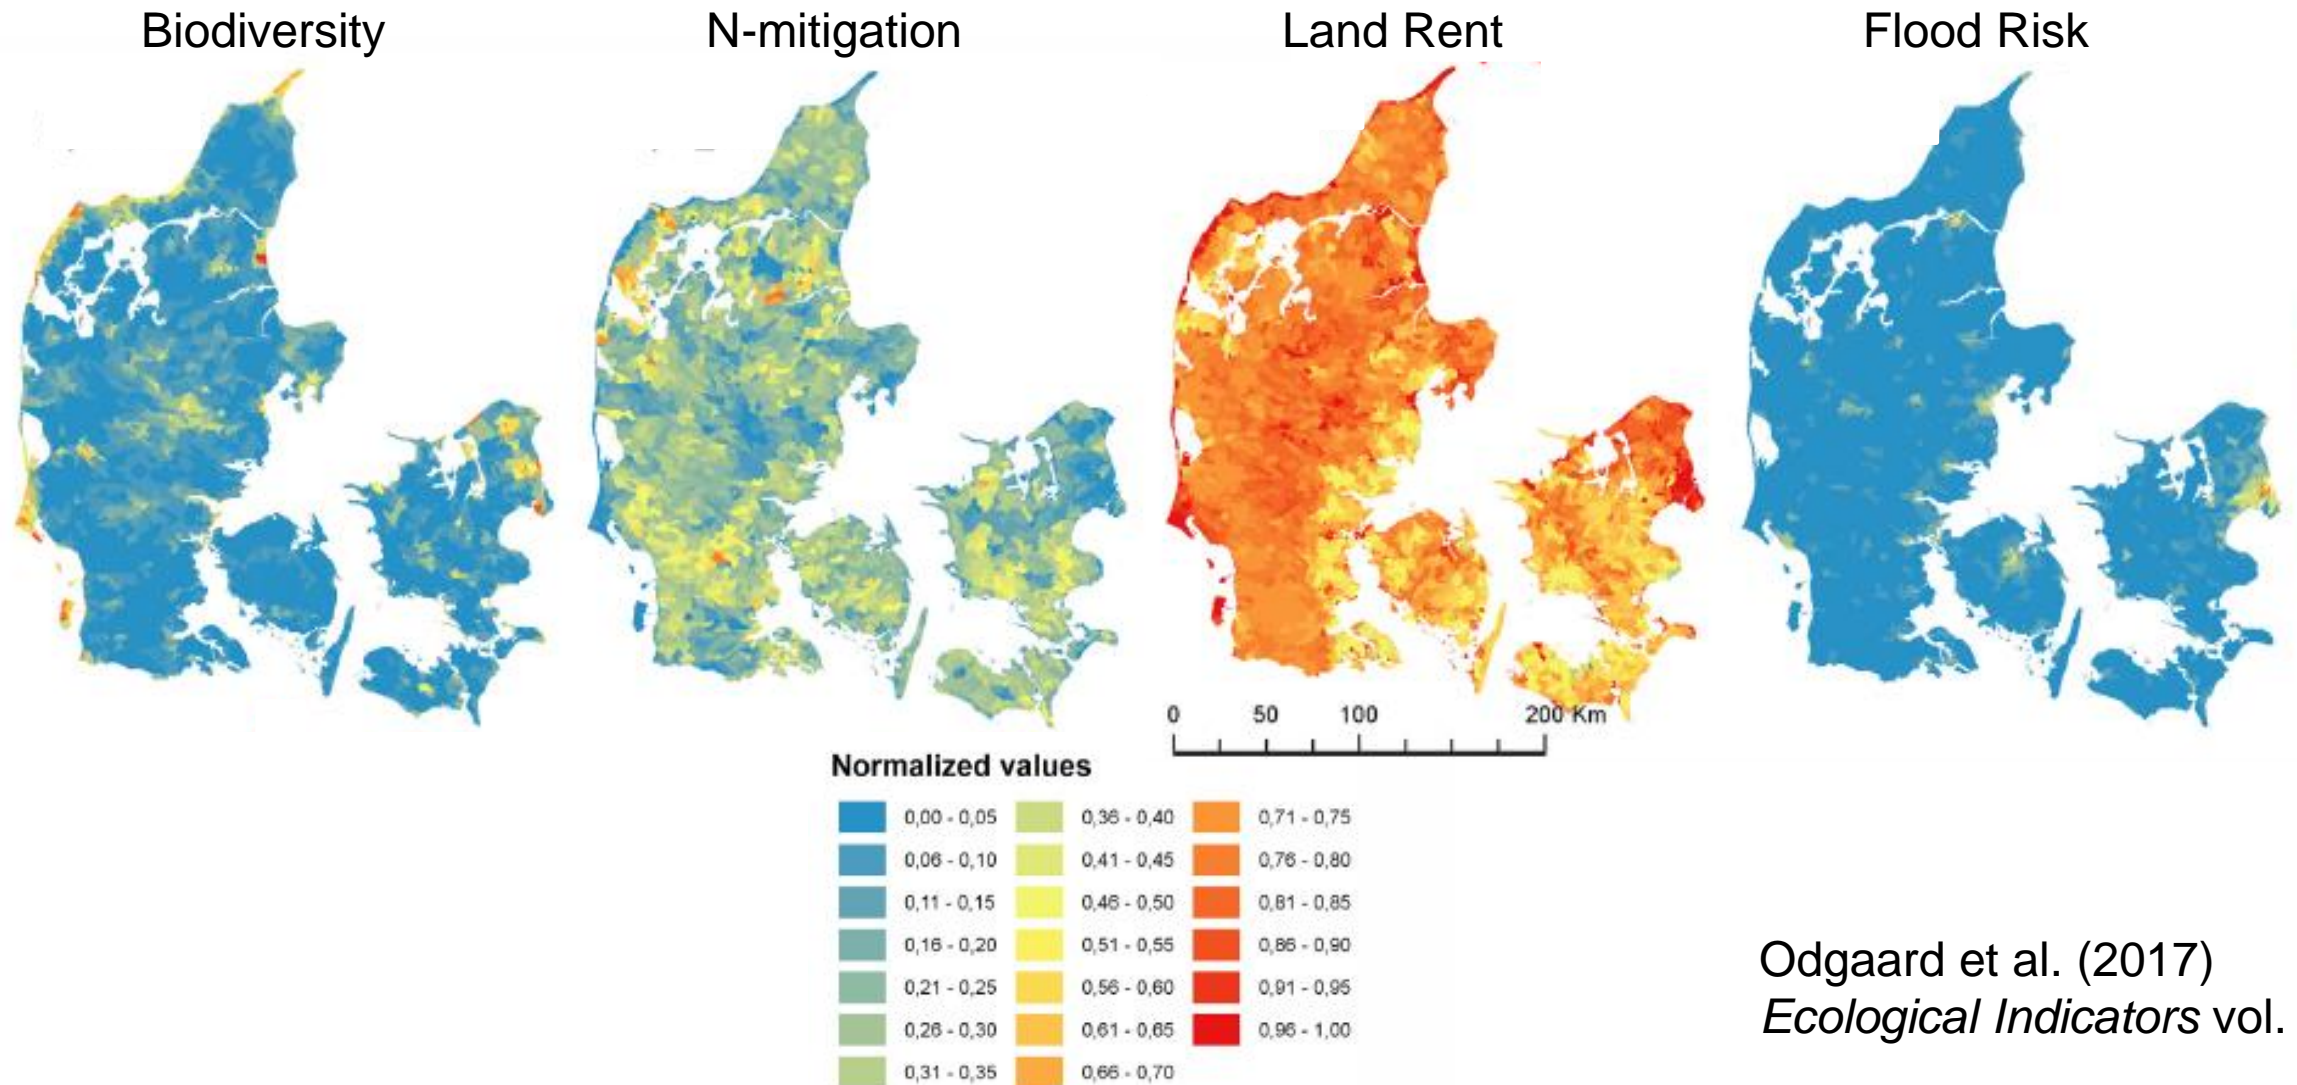 Biodiversity N-mitigation Land Rent Flood Risk
0 50 100 200 Km
Normalized values
0,00 - 0,05 0,36 - 0,40 0,71 - 0,75
0,06 - 0,10 0,41 - 0,45 0,76 - 0,80
0,11 - 0,15 0,46 - 0,50 0,81 - 0,85
0,16 - 0,20 0,51 - 0,55 0,86 - 0,90
0,21 - 0,25 0,56 - 0,60 0,91 - 0,95
0,26 - 0,30 0,61 - 0,65 0,96 - 1,00
0,31 - 0,35 0,66 - 0,70
Odgaard et al. (2017)
Ecological Indicators vol.